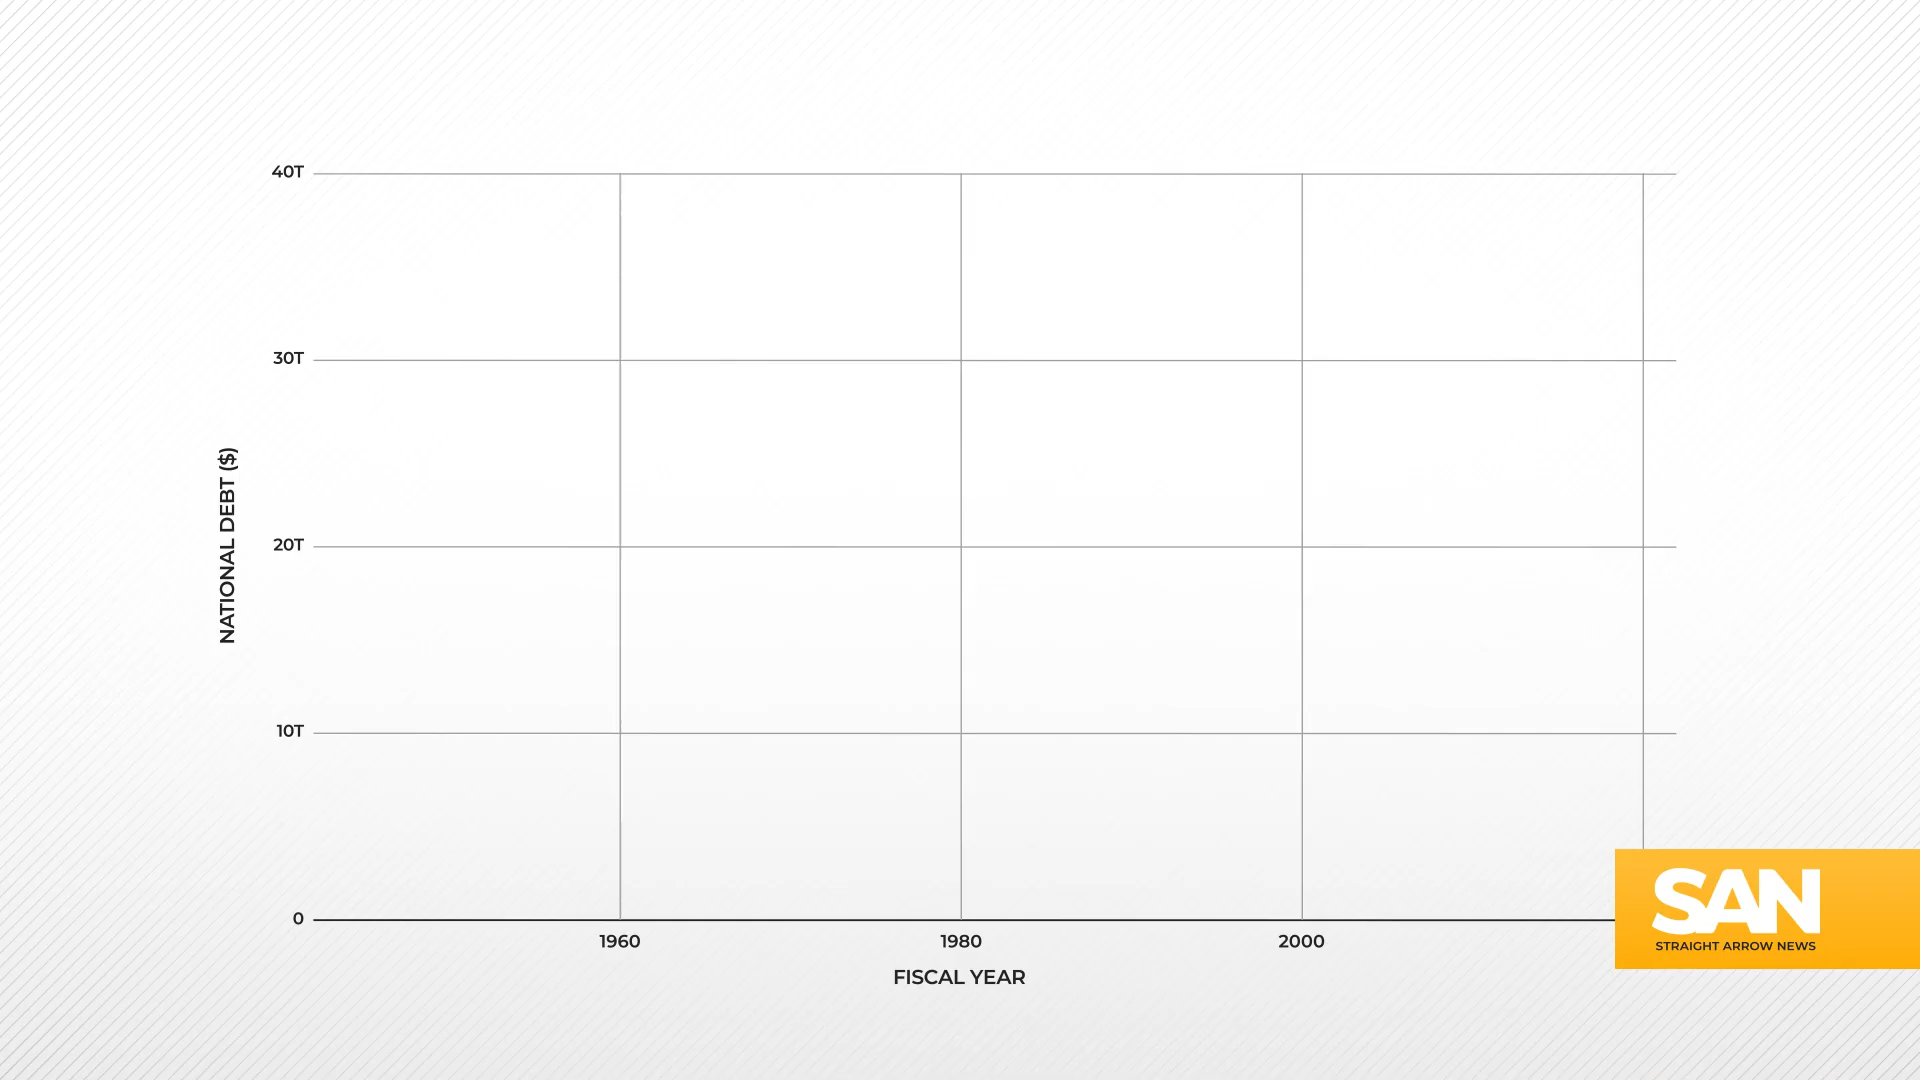 40T
30T
NATIONAL DEBT ($)
20T
10T
0
1960 1980 2000
FISCAL YEAR
SAN
STRAIGHT ARROW NEWS